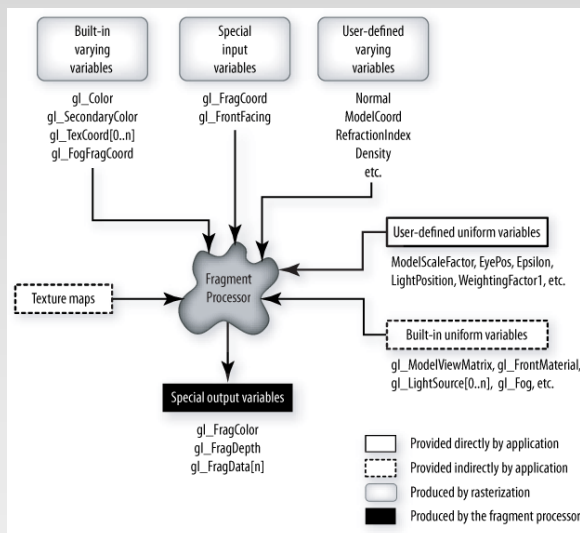 Built-in
varying
variables
Special
input
variables
User-defined
varying
variables
gl_Color
gl_SecondaryColor
gl_TexCoord[0..n]
gl_FogFragCoord
gl_FragCoord
gl_FrontFacing
Normal
ModelCoord
RefractionIndex
Density
etc.
User-defined uniform variables
ModelScaleFactor, EyePos, Epsilon,
LightPosition, WeightingFactor1, etc.
Fragment
Processor
Texture maps
Built-in uniform variables
gl_ModelViewMatrix, gl_FrontMaterial,
gl_LightSource[0..n], gl_Fog, etc.
Special output variables
gl_FragColor
gl_FragDepth
gl_FragData[n]
Provided directly by application
Provided indirectly by application
Produced by rasterization
Produced by the fragment processor